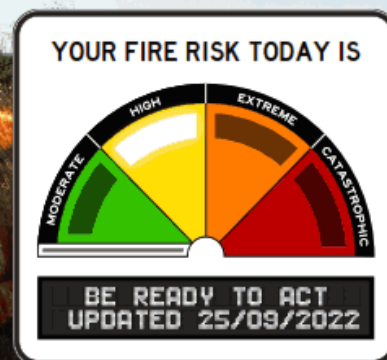 YOUR FIRE RISK TODAY IS
MODERATE
HIGH
EXTREME
CATASTROPHIC
BE READY TO ACT
UPDATED 25/09/2022